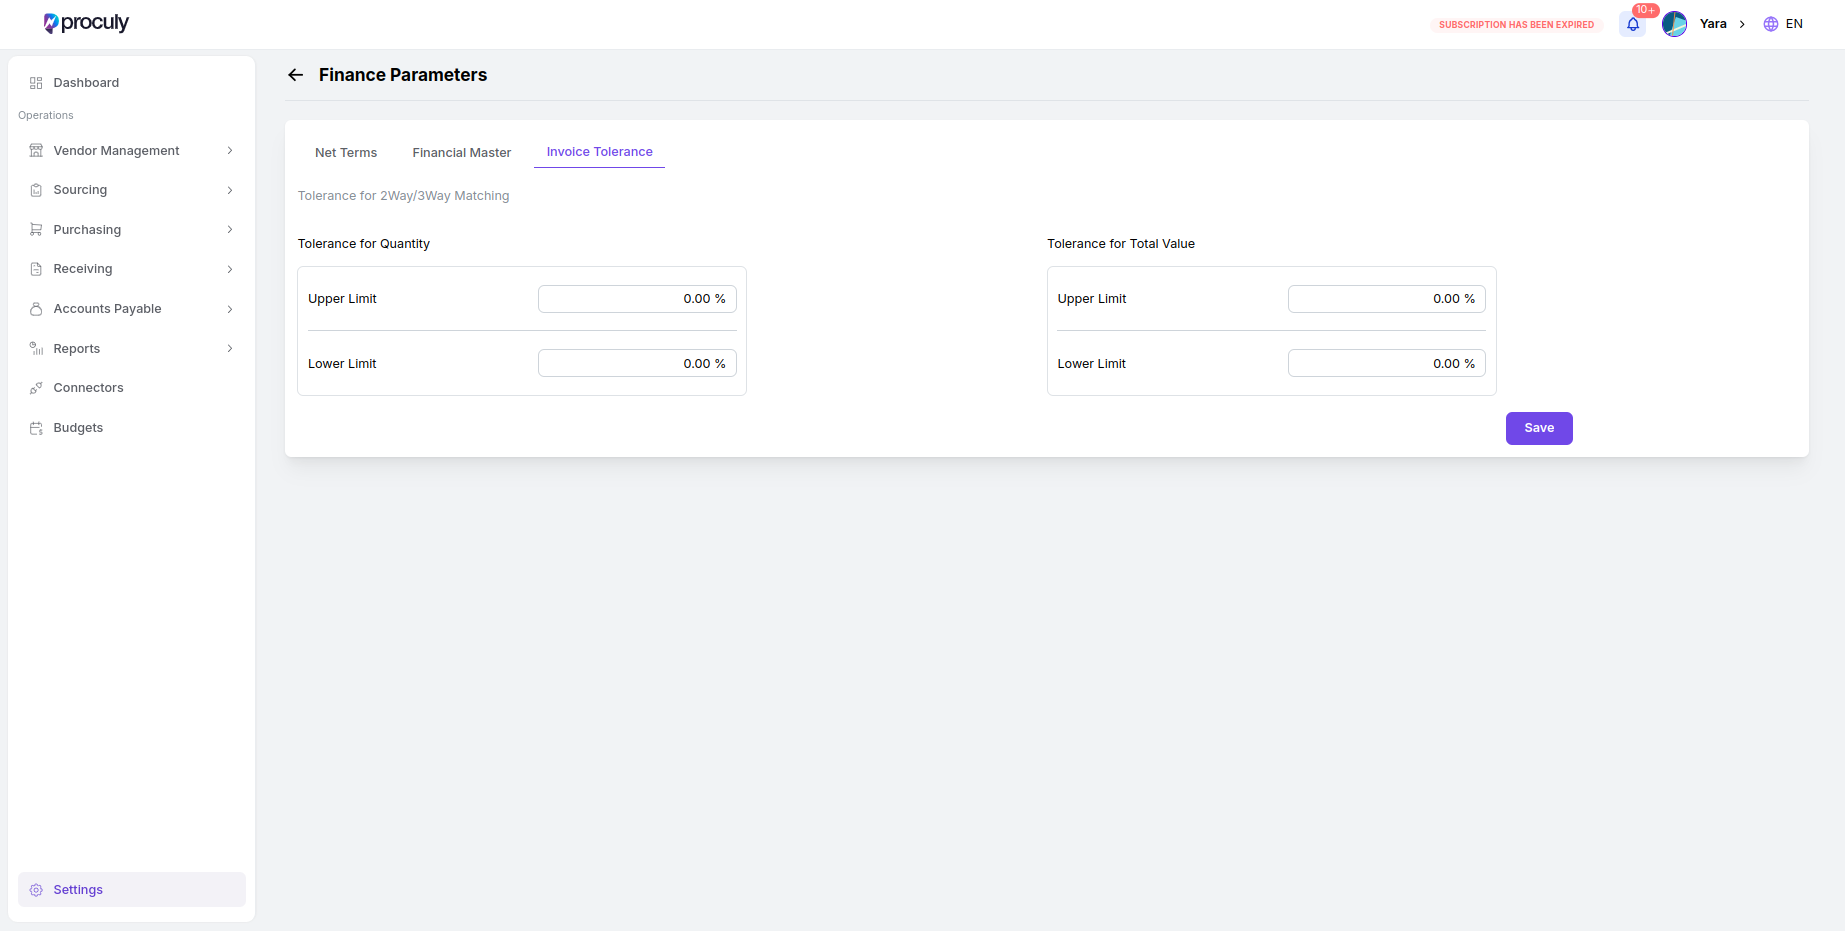 proculy
SUBSCRIPTION HAS BEEN EXPIRED
10+
Yara
EN
Dashboard
Operations
Vendor Management
Sourcing
Purchasing
Receiving
Accounts Payable
Reports
Connectors
Budgets
Settings
Finance Parameters
Net Terms
Financial Master
Invoice Tolerance
Tolerance for 2Way/3Way Matching
Tolerance for Quantity
Upper Limit
0.00 %
Lower Limit
0.00 %
Tolerance for Total Value
Upper Limit
0.00 %
Lower Limit
0.00 %
Save